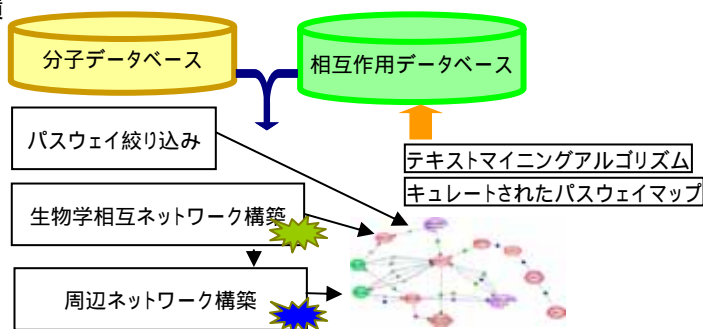 分子データベース
相互作用データベース
パスウェイ絞り込み
テキストマイニングアルゴリズム
キュレートされたパスウェイマップ
生物学相互ネットワーク構築
周辺ネットワーク構築